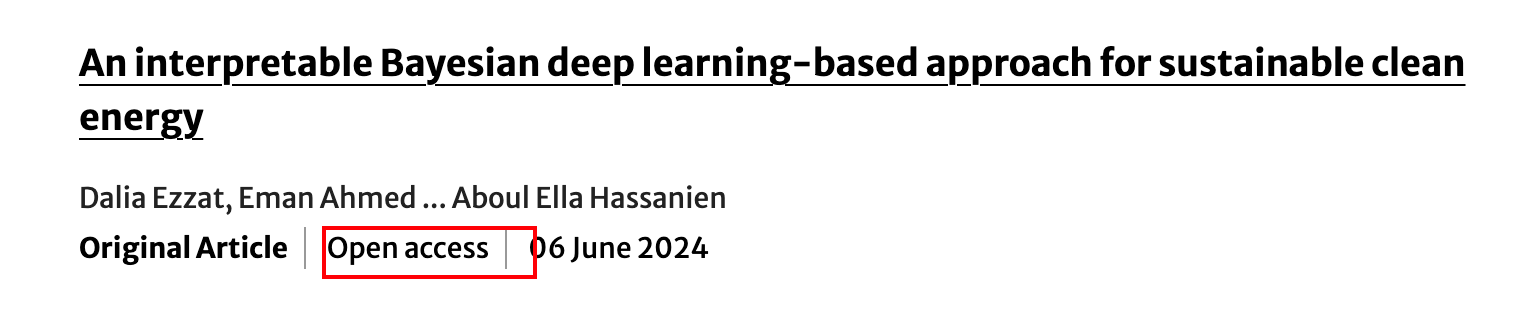 An interpretable Bayesian deep learning-based approach for sustainable clean
energy
Dalia Ezzat, Eman Ahmed ... Aboul Ella Hassanien
Original Article Open access 06 June 2024